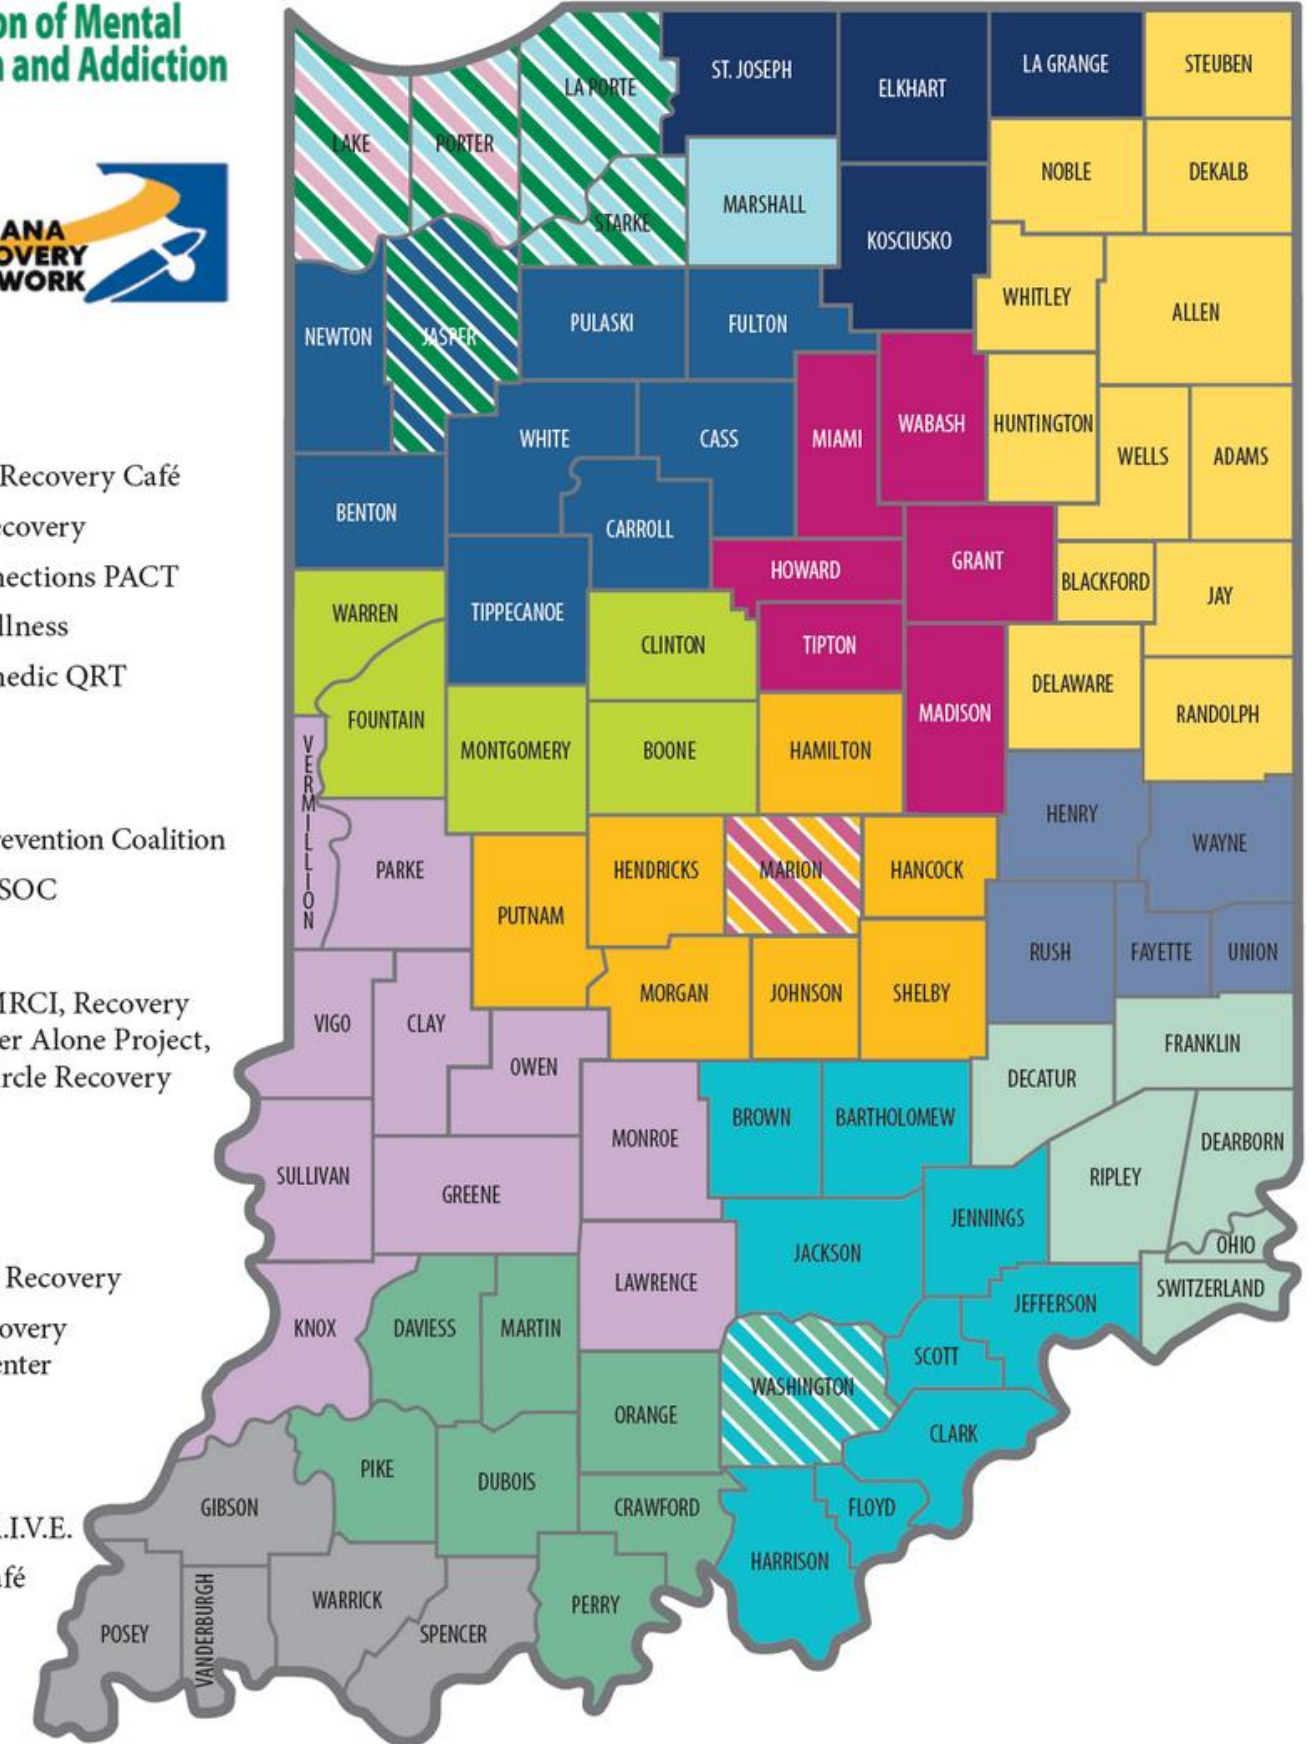 on of Mental
and Addiction
ANA
OVERY
WORK
Recovery Café
ecovery
nections PACT
llness
nedic QRT
revention Coalition
SOC
MRCI, Recovery
er Alone Project,
rcle Recovery
Recovery
overy
enter
.I.V.E.
afé
LAKE
PORTER
LA PORTE
ST. JOSEPH
ELKHART
LA GRANGE
STEUBEN
STARKE
MARSHALL
KOSCIUSKO
NOBLE
DEKALB
NEWTON
JASPER
PULASKI
FULTON
WHITLEY
ALLEN
WHITE
CASS
MIAMI
WABASH
HUNTINGTON
WELLS
ADAMS
BENTON
CARROLL
HOWARD
GRANT
BLACKFORD
JAY
WARREN
TIPPECANOE
CLINTON
TIPTON
MADISON
DELAWARE
RANDOLPH
FOUNTAIN
MONTGOMERY
BOONE
HAMILTON
VERMILLION
PARKE
PUTNAM
HENDRICKS
MARION
HANCOCK
HENRY
WAYNE
VIGO
CLAY
OWEN
MORGAN
JOHNSON
SHELBY
RUSH
FAYETTE
UNION
DECATUR
FRANKLIN
SULLIVAN
GREENE
MONROE
BROWN
BARTHOLOMEW
RIPLEY
DEARBORN
LAWRENCE
JACKSON
JENNINGS
OHIO
SWITZERLAND
KNOX
DAVIESS
MARTIN
ORANGE
WASHINGTON
SCOTT
JEFFERSON
CLARK
GIBSON
PIKE
DUBOIS
CRAWFORD
FLOYD
HARRISON
POSEY
VANDERBURGH
WARRICK
SPENCER
PERRY